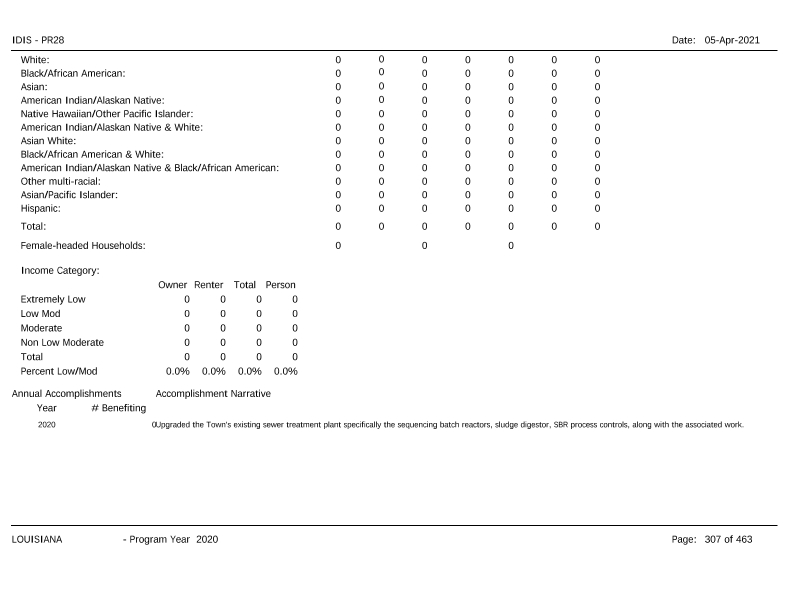 IDIS - PR28 Date: 05-Apr-2021
White: 0 0 0 0 0 0 0
Black/African American: 0 0 0 0 0 0 0
Asian: 0 0 0 0 0 0 0
American Indian/Alaskan Native: 0 0 0 0 0 0 0
Native Hawaiian/Other Pacific Islander: 0 0 0 0 0 0 0
American Indian/Alaskan Native & White: 0 0 0 0 0 0 0
Asian White: 0 0 0 0 0 0 0
Black/African American & White: 0 0 0 0 0 0 0
American Indian/Alaskan Native & Black/African American: 0 0 0 0 0 0 0
Other multi-racial: 0 0 0 0 0 0 0
Asian/Pacific Islander: 0 0 0 0 0 0 0
Hispanic: 0 0 0 0 0 0 0
Total: 0 0 0 0 0 0 0
Female-headed Households: 0 0 0
Income Category:
Owner Renter Total Person
Extremely Low 0 0 0 0
Low Mod 0 0 0 0
Moderate 0 0 0 0
Non Low Moderate 0 0 0 0
Total 0 0 0 0
Percent Low/Mod 0.0% 0.0% 0.0% 0.0%
Annual Accomplishments Accomplishment Narrative
Year # Benefiting
2020 0Upgraded the Town's existing sewer treatment plant specifically the sequencing batch reactors, sludge digestor, SBR process controls, along with the associated work.
LOUISIANA - Program Year 2020 Page: 307 of 463